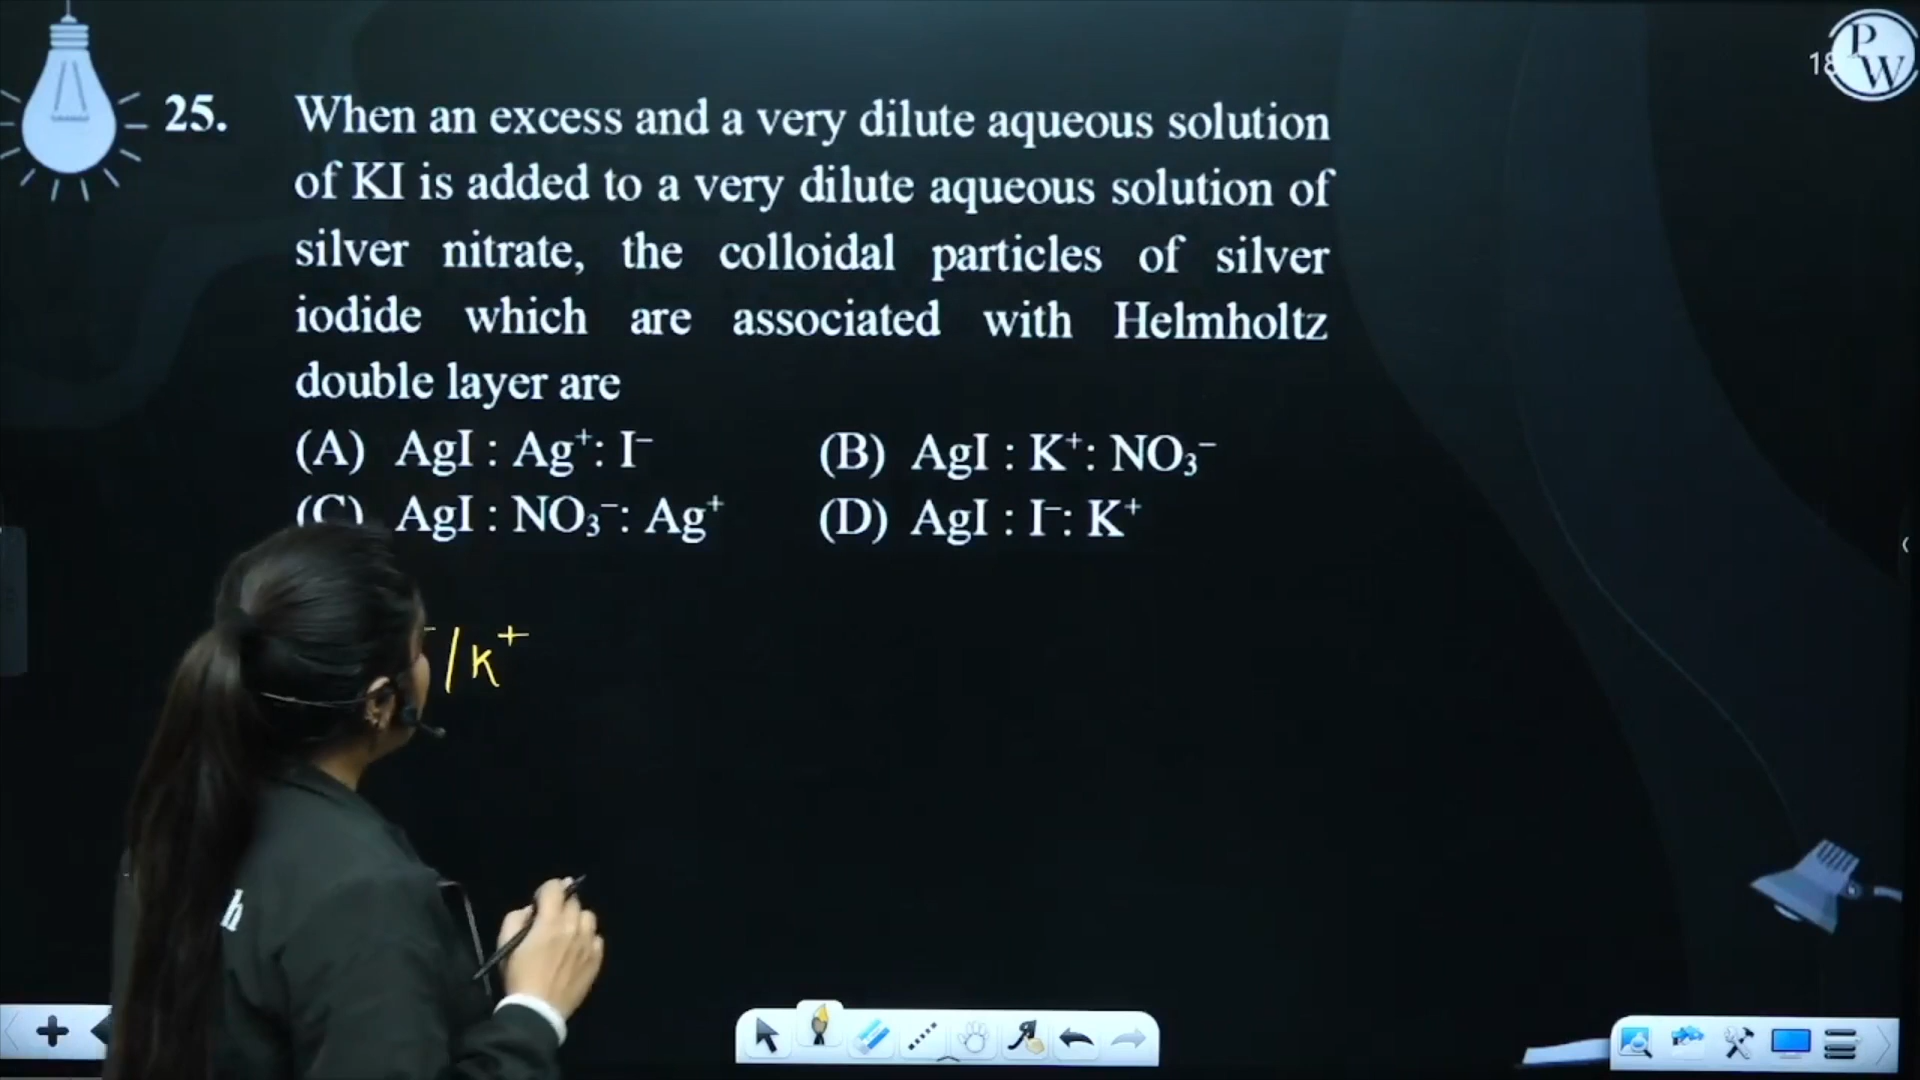 P
W
18
25. When an excess and a very dilute aqueous solution
of KI is added to a very dilute aqueous solution of
silver nitrate, the colloidal particles of silver
iodide which are associated with Helmholtz
double layer are
(A) AgI : Ag⁺: I⁻ (B) AgI : K⁺: NO₃⁻
(C) AgI : NO₃⁻: Ag⁺ (D) AgI : I⁻: K⁺
⁻/K⁺
h